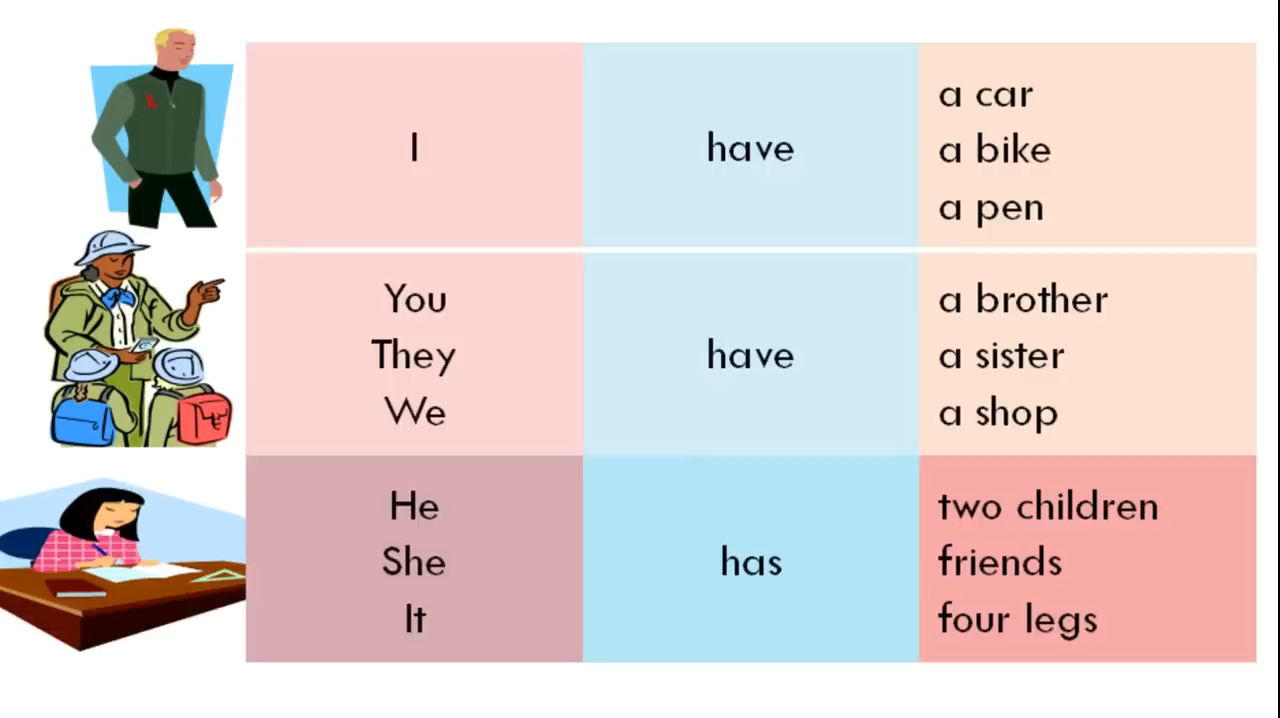 I have a car
a bike
a pen
You a brother
They have a sister
We a shop
He two children
She has friends
It four legs